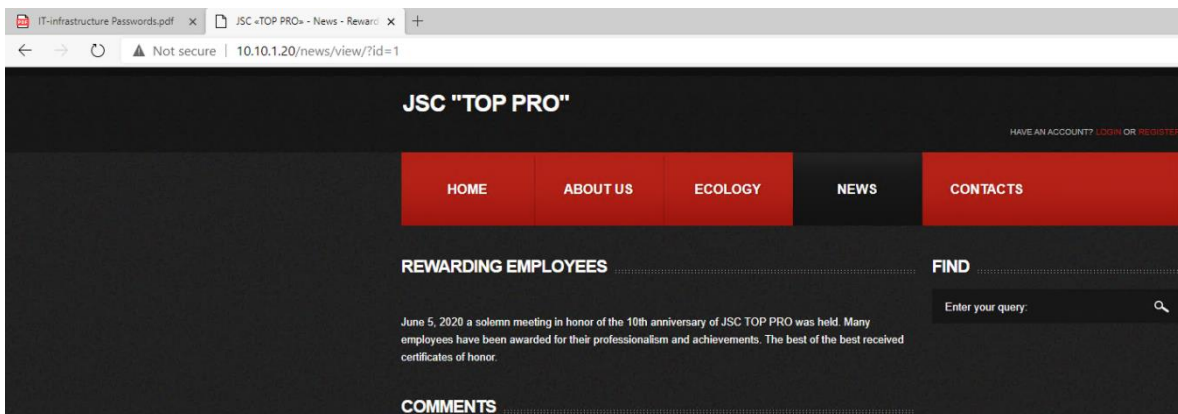 IT-infrastructure Passwords.pdf
JSC «TOP PRO» - News - Reward
Not secure | 10.10.1.20/news/view/?id=1
JSC "TOP PRO"
HAVE AN ACCOUNT? LOGIN OR REGISTER
HOME ABOUT US ECOLOGY NEWS CONTACTS
REWARDING EMPLOYEES
FIND
Enter your query:
June 5, 2020 a solemn meeting in honor of the 10th anniversary of JSC TOP PRO was held. Many
employees have been awarded for their professionalism and achievements. The best of the best received
certificates of honor.
COMMENTS